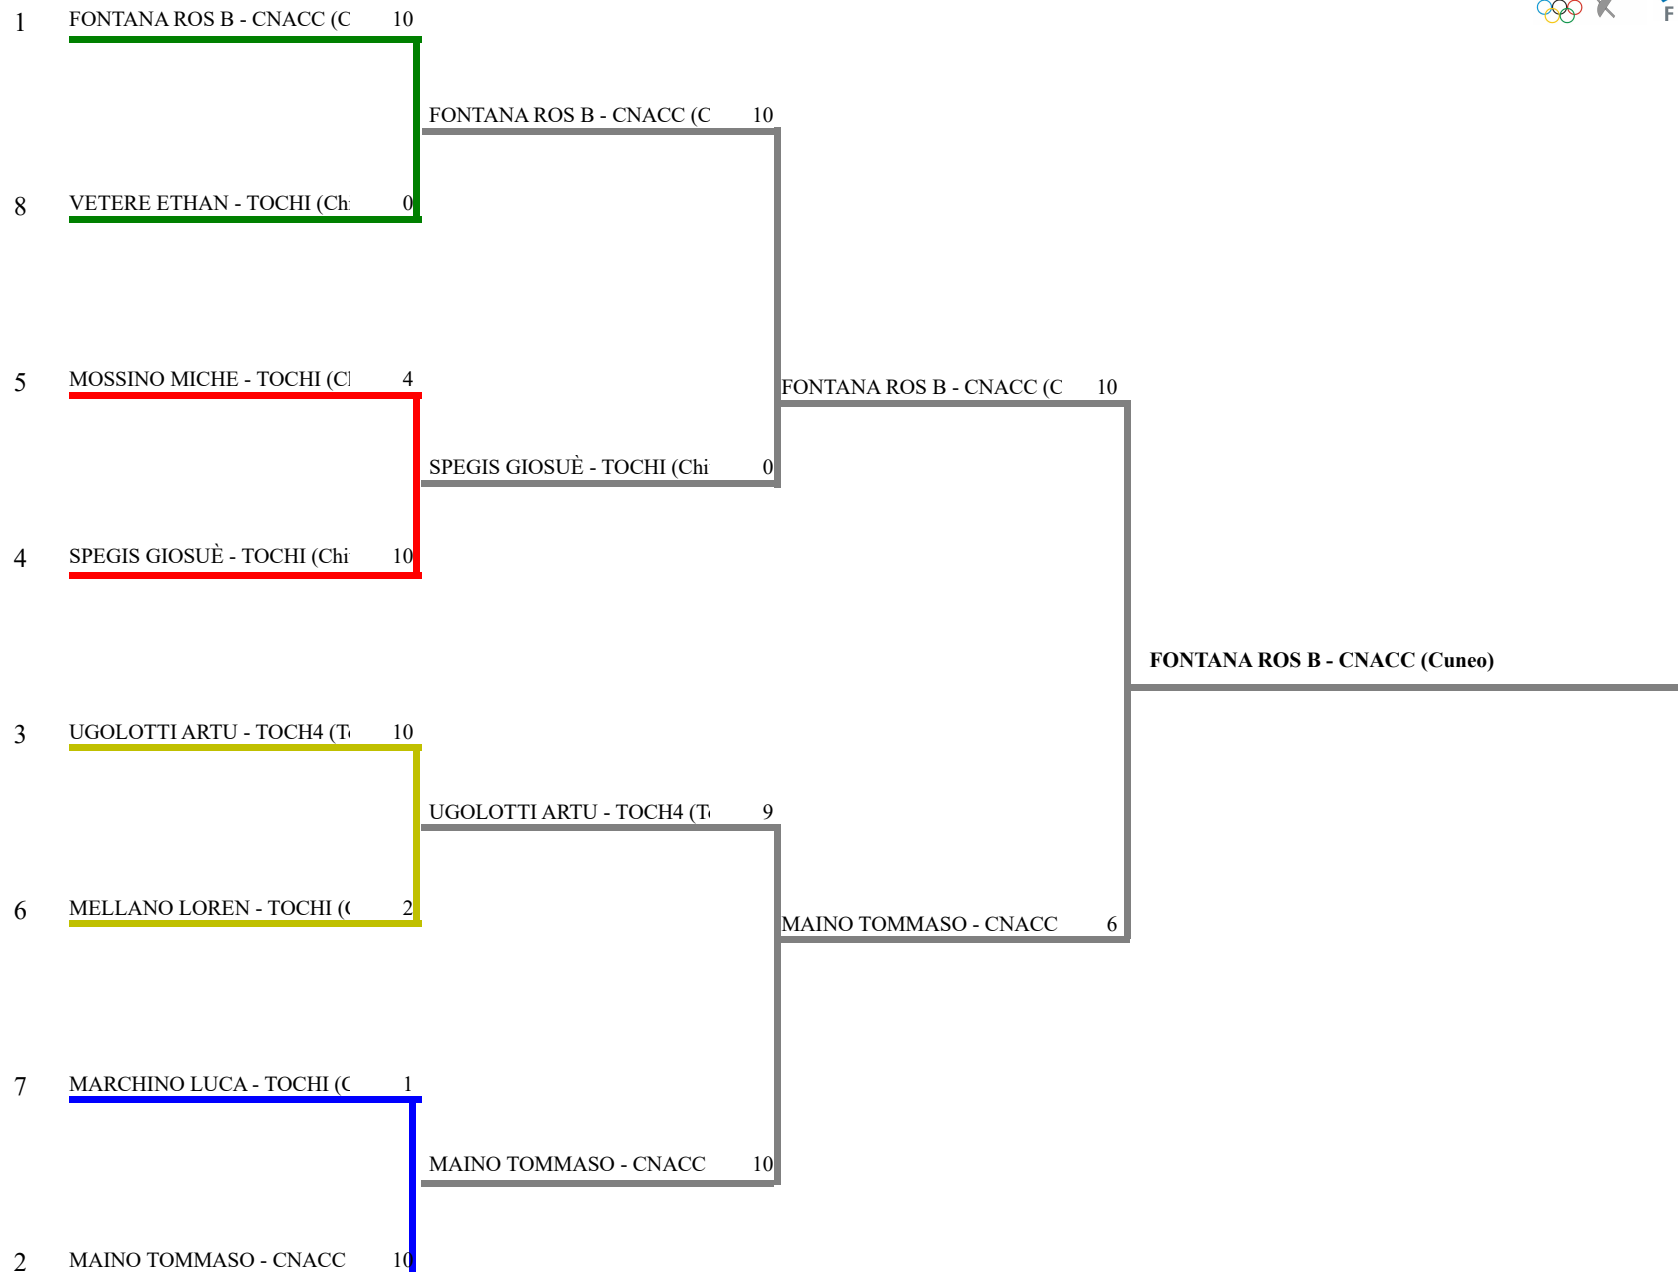 1 FONTANA ROS B - CNACC (C 10
FONTANA ROS B - CNACC (C 10
8 VETERE ETHAN - TOCHI (Ch 0
5 MOSSINO MICHE - TOCHI (C 4
FONTANA ROS B - CNACC (C 10
SPEGIS GIOSUÈ - TOCHI (Chi 0
4 SPEGIS GIOSUÈ - TOCHI (Chi 10
FONTANA ROS B - CNACC (Cuneo)
3 UGOLOTTI ARTU - TOCH4 (T 10
UGOLOTTI ARTU - TOCH4 (T 9
6 MELLANO LOREN - TOCHI ( 2
MAINO TOMMASO - CNACC 6
7 MARCHINO LUCA - TOCHI (C 1
MAINO TOMMASO - CNACC 10
2 MAINO TOMMASO - CNACC 10
F